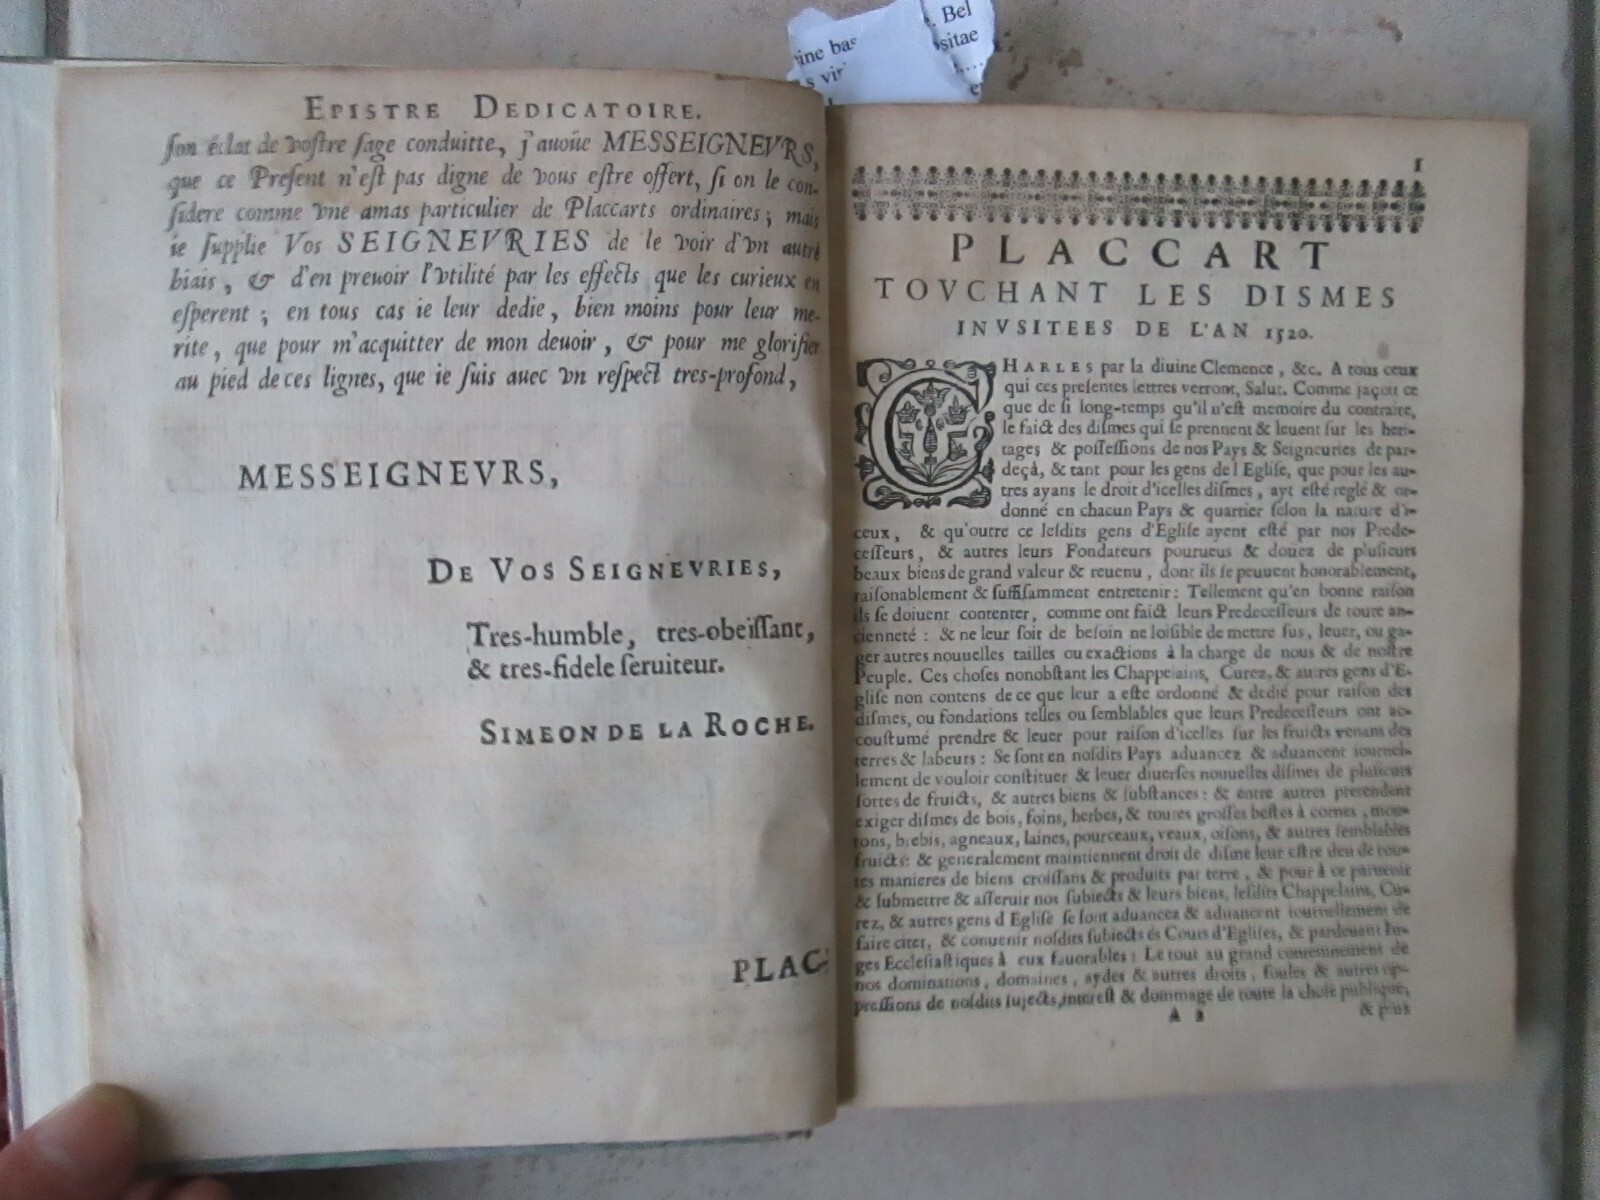 EPISTRE DEDICATOIRE.
ſon éclat de voſtre ſage conduitte, j'auoüe MESSEIGNEVRS,
que ce Preſent n'eſt pas digne de vous eſtre offert, ſi on le con-
ſidere comme vne amas particulier de Placcarts ordinaires; mais
ie ſupplie Vos SEIGNEVRIES de le voir d'vn autre
biais, & d'en preuoir l'vtilité par les effects que les curieux en
eſperent; en tous cas ie leur dedie, bien moins pour leur me-
rite, que pour m'acquitter de mon deuoir, & pour me glorifier
au pied de ces lignes, que ie ſuis auec vn reſpect tres-profond,
MESSEIGNEVRS,
DE VOS SEIGNEVRIES,
Tres-humble, tres-obeïſſant,
& tres-fidele ſeruiteur.
SIMEON DE LA ROCHE.
PLAC-
Bel
ine bas
ositae
s vir
1
PLACCART
TOVCHANT LES DISMES
INVSITEES DE L'AN 1520.
CHARLES par la diuine Clemence, &c. A tous ceux
qui ces preſentes lettres verront, Salut. Comme jaçoit ce
que de ſi long-temps qu'il n'eſt memoire du contraire,
le faict des diſmes qui ſe prennent & leuent ſur les heri-
tages & poſſeſſions de nos Pays & Seigneuries de par-
deçà, & tant pour les gens de l'Egliſe, que pour les au-
tres ayans le droit d'icelles diſmes, ayt eſté reglé & or-
donné en chacun Pays & quartier ſelon la nature d'i-
ceux, & qu'outre ce leſdits gens d'Egliſe ayent eſté par nos Prede-
ceſſeurs, & autres leurs Fondateurs pourueus & douez de pluſieurs
beaux biens de grand valeur & reuenu, dont ils ſe peuuent honorablement,
raiſonablement & ſuffiſamment entretenir: Tellement qu'en bonne raiſon
ils ſe doiuent contenter, comme ont faict leurs Predeceſſeurs de toute an-
cienneté: & ne leur ſoit de beſoin ne loiſible de mettre ſus, leuer, ou ga-
ger autres nouuelles tailles ou exactions à la charge de nous & de noſtre
Peuple. Ces choſes nonobſtant les Chappelains, Curez, & autres gens d'E-
gliſe non contens de ce que leur a eſte ordonné & dedié pour raiſon des
diſmes, ou fondations telles ou ſemblables que leurs Predeceſſeurs ont ac-
couſtumé prendre & leuer pour raiſon d'icelles ſur les fruicts venans des
terres & labeurs: Se ſont en noſdits Pays aduancez & aduancent iournel-
lement de vouloir conſtituer & leuer diuerſes nouuelles diſmes de pluſieurs
ſortes de fruicts, & autres biens & ſubſtances: & entre autres pretendent
exiger diſmes de bois, foins, herbes, & toutes groſſes beſtes à cornes, mou-
tons, brebis, agneaux, laines, pourceaux, veaux, oiſons, & autres ſemblables
fruicts: & generalement maintiennent droit de diſme leur eſtre deu de tou-
tes manieres de biens croiſſans & produits par terre, & pour à ce paruenir
& ſubmettre & aſſeruir nos ſubiects & leurs biens, leſdits Chappelains, Cu-
rez, & autres gens d'Egliſe ſe ſont aduancez & aduancent iournellement de
faire citer, & conuenir noſdits ſubiects és Cours d'Egliſes, & pardeuant Iu-
ges Eccleſiaſtiques à eux fauorables: Le tout au grand contemnement de
nos dominations, domaines, aydes & autres droits, foules & autres op-
preſſions de noſdits ſujects, intereſt & dommage de toute la choſe publique,
A 2 & plus